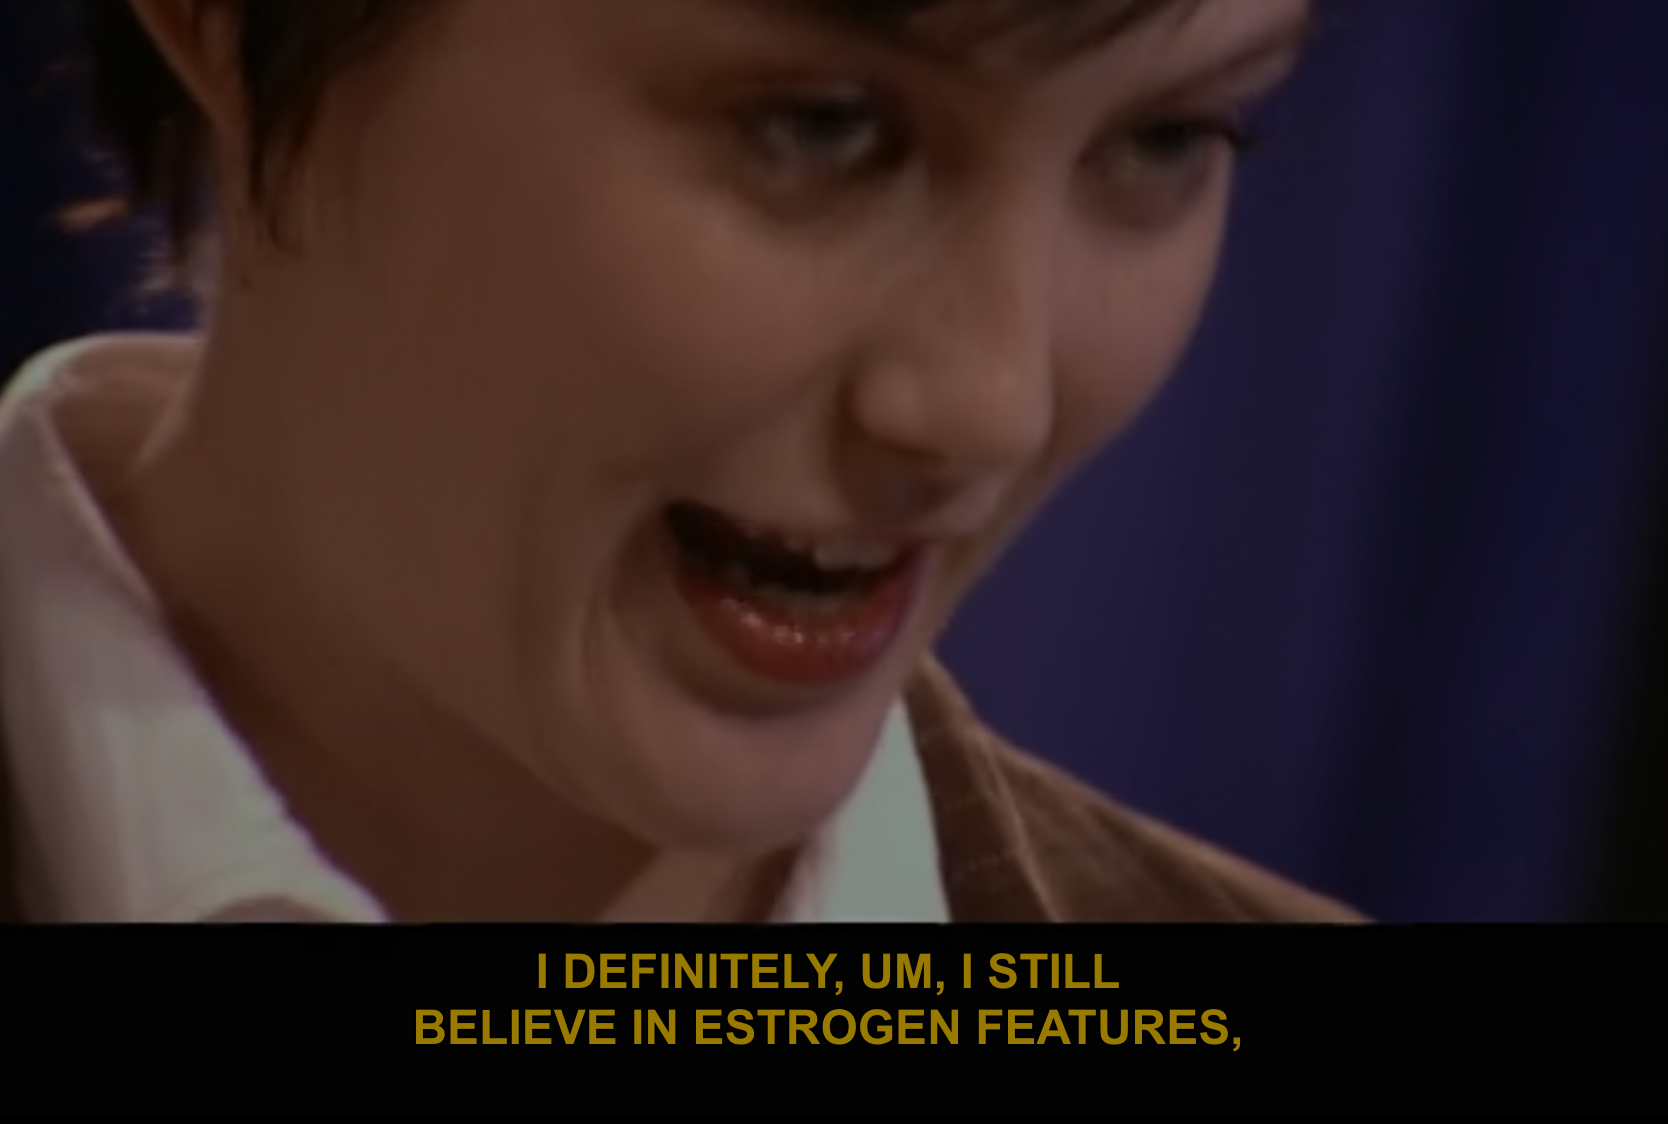 I DEFINITELY, UM, I STILL
BELIEVE IN ESTROGEN FEATURES,